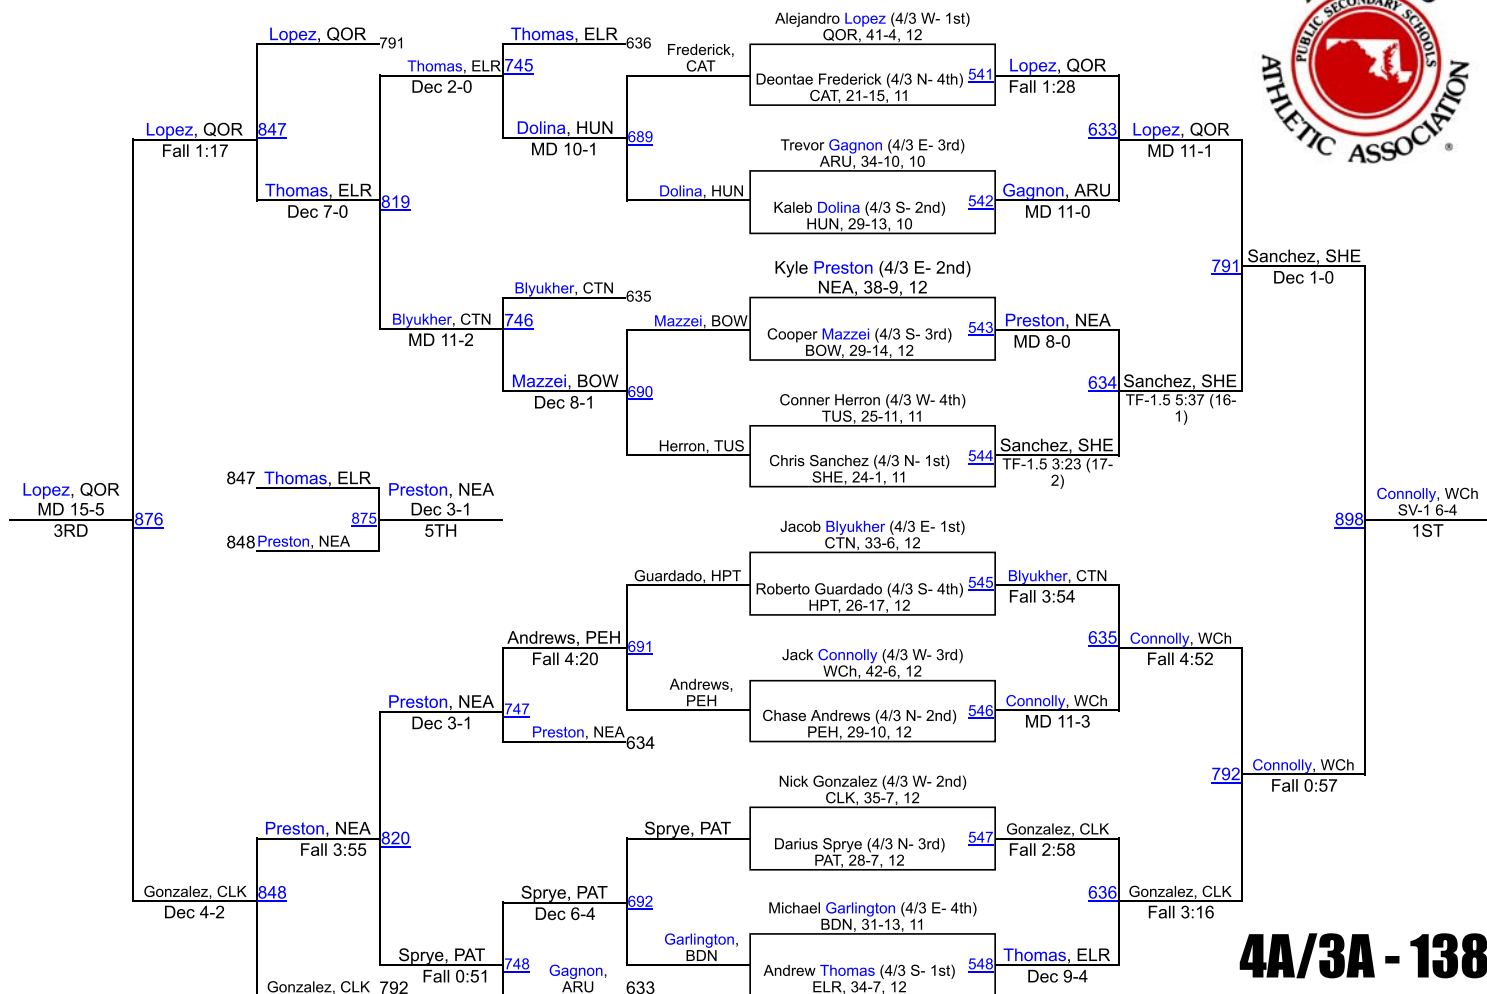 Lopez, QOR
791
Thomas, ELR
636
Thomas, ELR
745
Dec 2-0
Frederick,
CAT
Alejandro Lopez (4/3 W- 1st)
QOR, 41-4, 12
Deontae Frederick (4/3 N- 4th)
541
CAT, 21-15, 11
Lopez, QOR
Fall 1:28
PUBLIC SECONDARY SCHOOLS
ATHLETIC ASSOCIATION
®
Lopez, QOR
847
Fall 1:17
Dolina, HUN
689
MD 10-1
Trevor Gagnon (4/3 E- 3rd)
ARU, 34-10, 10
633
Lopez, QOR
MD 11-1
Thomas, ELR
819
Dec 7-0
Dolina, HUN
Kaleb Dolina (4/3 S- 2nd)
542
HUN, 29-13, 10
Gagnon, ARU
MD 11-0
Kyle Preston (4/3 E- 2nd)
NEA, 38-9, 12
791
Sanchez, SHE
Dec 1-0
Blyukher, CTN
635
Blyukher, CTN
746
MD 11-2
Mazzei, BOW
Cooper Mazzei (4/3 S- 3rd)
543
BOW, 29-14, 12
Preston, NEA
MD 8-0
Mazzei, BOW
690
Dec 8-1
Conner Herron (4/3 W- 4th)
TUS, 25-11, 11
634
Sanchez, SHE
TF-1.5 5:37 (16-
1)
Herron, TUS
Chris Sanchez (4/3 N- 1st)
544
SHE, 24-1, 11
Sanchez, SHE
TF-1.5 3:23 (17-
2)
847
Thomas, ELR
Lopez, QOR
MD 15-5
876
3RD
Preston, NEA
Dec 3-1
875
5TH
848
Preston, NEA
Connolly, WCh
SV-1 6-4
898
1ST
Jacob Blyukher (4/3 E- 1st)
CTN, 33-6, 12
Guardado, HPT
Roberto Guardado (4/3 S- 4th)
545
HPT, 26-17, 12
Blyukher, CTN
Fall 3:54
Andrews, PEH
691
Fall 4:20
Jack Connolly (4/3 W- 3rd)
WCh, 42-6, 12
635
Connolly, WCh
Fall 4:52
Preston, NEA
747
Dec 3-1
Andrews,
PEH
Chase Andrews (4/3 N- 2nd)
546
PEH, 29-10, 12
Connolly, WCh
MD 11-3
Preston, NEA
634
Nick Gonzalez (4/3 W- 2nd)
CLK, 35-7, 12
792
Connolly, WCh
Fall 0:57
Preston, NEA
820
Fall 3:55
Sprye, PAT
Darius Sprye (4/3 N- 3rd)
547
PAT, 28-7, 12
Gonzalez, CLK
Fall 2:58
Gonzalez, CLK
848
Dec 4-2
Sprye, PAT
692
Dec 6-4
Michael Garlington (4/3 E- 4th)
BDN, 31-13, 11
636
Gonzalez, CLK
Fall 3:16
Sprye, PAT
748
Fall 0:51
Garlington,
BDN
Andrew Thomas (4/3 S- 1st)
548
ELR, 34-7, 12
Thomas, ELR
Dec 9-4
Gonzalez, CLK
792
Gagnon,
ARU
633
4A/3A - 138